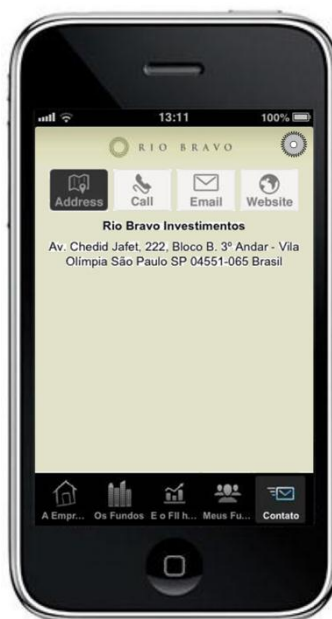 13:11
100%
RIO BRAVO
Address
Call
Email
Website
Rio Bravo Investimentos
Av. Chedid Jafet, 222, Bloco B. 3º Andar - Vila
Olímpia São Paulo SP 04551-065 Brasil
A Empr...
Os Fundos
E o FII h...
Meus Fu...
Contato